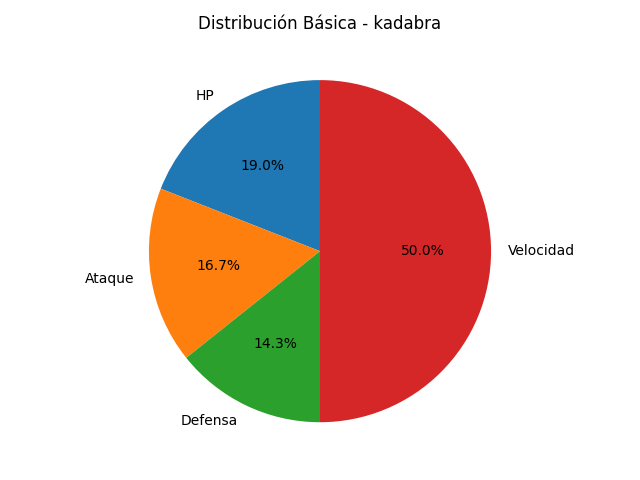 Distribución Básica - kadabra
HP
19.0%
16.7%
50.0%
Velocidad
Ataque
14.3%
Defensa